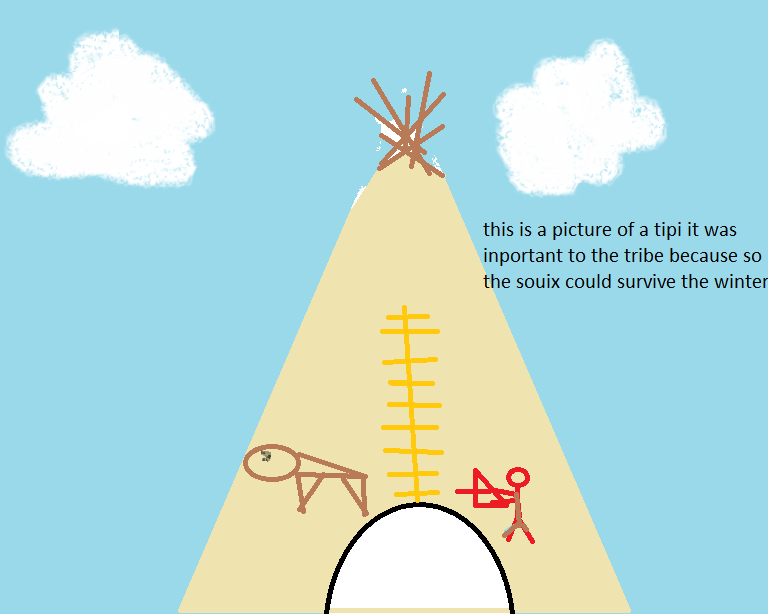 this is a picture of a tipi it was
inportant to the tribe because so
the souix could survive the winter